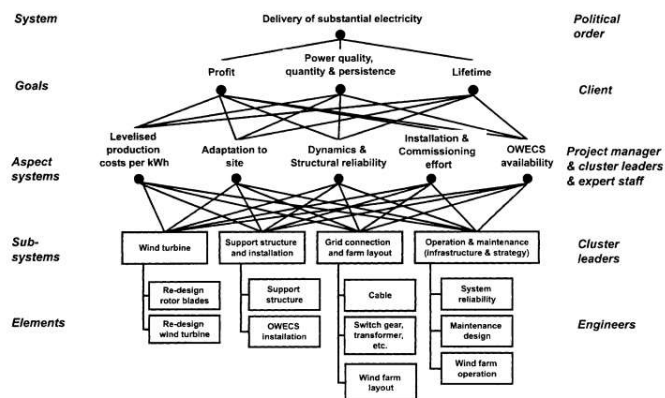 System
Delivery of substantial electricity
Political
order
Goals
Profit
Power quality,
quantity & persistence
Lifetime
Client
Aspect
systems
Levelised
production
costs per kWh
Adaptation to
site
Dynamics &
Structural reliability
Installation &
Commissioning
effort
OWECS
availability
Project manager
& cluster leaders
& expert staff
Sub-
systems
Wind turbine
Support structure
and installation
Grid connection
and farm layout
Operation & maintenance
(Infrastructure & strategy)
Cluster
leaders
Elements
Re-design
rotor blades
Re-design
wind turbine
Support
structure
OWECS
installation
Cable
Switch gear,
transformer,
etc.
Wind farm
layout
System
reliability
Maintenance
design
Wind farm
operation
Engineers